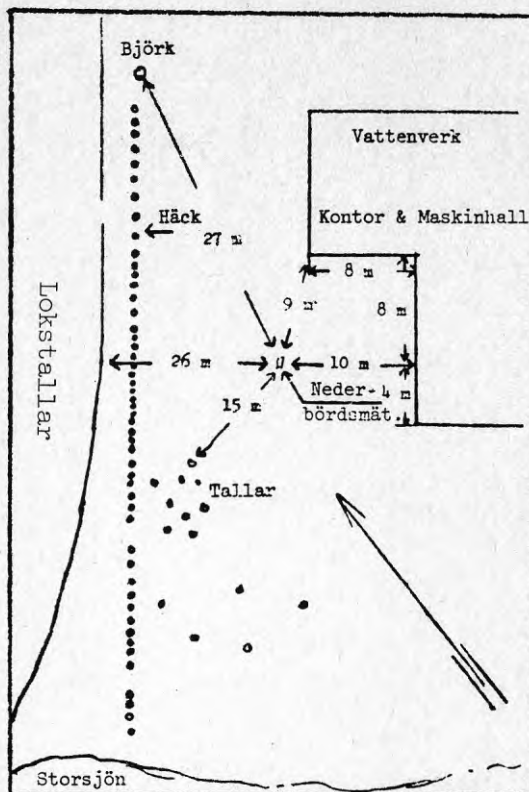 Björk
Vattenverk
Häck
Kontor & Maskinhall
27 m
8 m
9 m
8 m
Lokstallar
26 m
10 m
Neder-
4 m
bördsmät.
15 m
Tallar
Storsjön